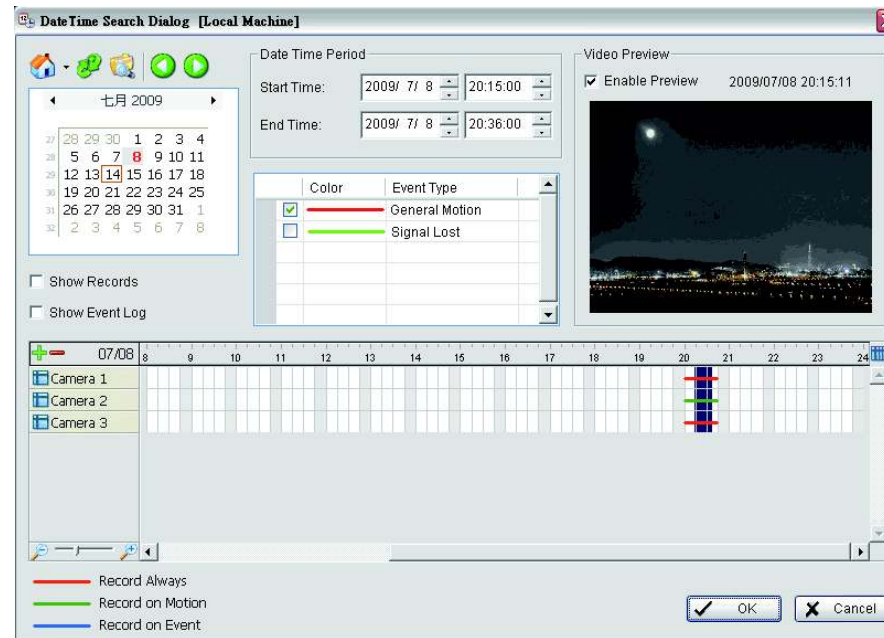 DateTime Search Dialog [Local Machine]
七月 2009
27 28 29 30 1 2 3 4
28 5 6 7 8 9 10 11
29 12 13 14 15 16 17 18
30 19 20 21 22 23 24 25
31 26 27 28 29 30 31 1
32 2 3 4 5 6 7 8
Show Records
Show Event Log
Date Time Period
Start Time: 2009/ 7/ 8 20:15:00
End Time: 2009/ 7/ 8 20:36:00
Color Event Type
General Motion
Signal Lost
Video Preview
Enable Preview 2009/07/08 20:15:11
07/08 8 9 10 11 12 13 14 15 16 17 18 19 20 21 22 23 24
Camera 1
Camera 2
Camera 3
Record Always
Record on Motion
Record on Event
OK
Cancel